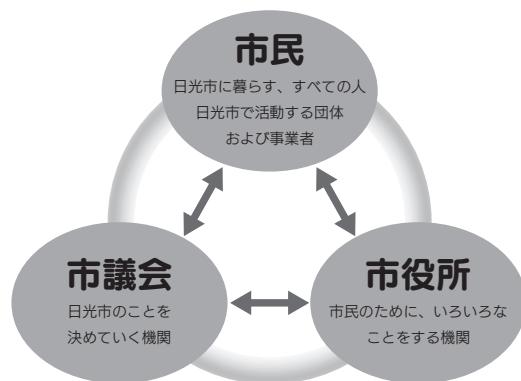 市民
日光市に暮らす、すべての人
日光市で活動する団体
および事業者
市議会
日光市のことを
決めていく機関
市役所
市民のために、いろいろな
ことをする機関